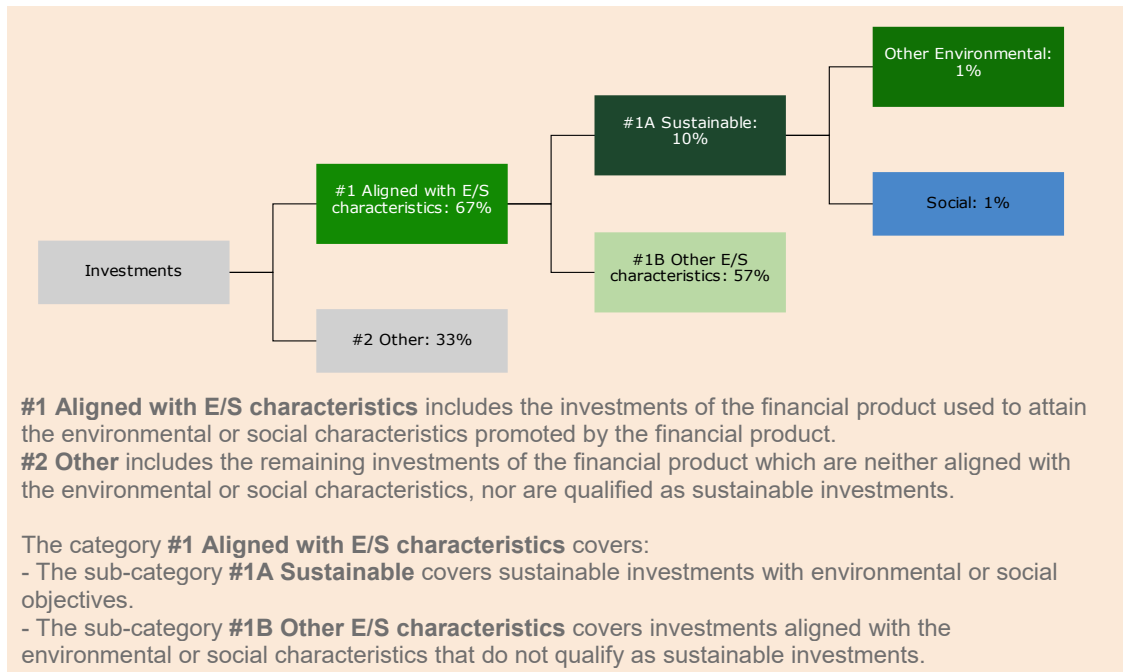 Other Environmental:
1%
#1A Sustainable:
10%
#1 Aligned with E/S
characteristics: 67%
Social: 1%
Investments
#1B Other E/S
characteristics: 57%
#2 Other: 33%
#1 Aligned with E/S characteristics includes the investments of the financial product used to attain
the environmental or social characteristics promoted by the financial product.
#2 Other includes the remaining investments of the financial product which are neither aligned with
the environmental or social characteristics, nor are qualified as sustainable investments.
The category #1 Aligned with E/S characteristics covers:
- The sub-category #1A Sustainable covers sustainable investments with environmental or social
objectives.
- The sub-category #1B Other E/S characteristics covers investments aligned with the
environmental or social characteristics that do not qualify as sustainable investments.